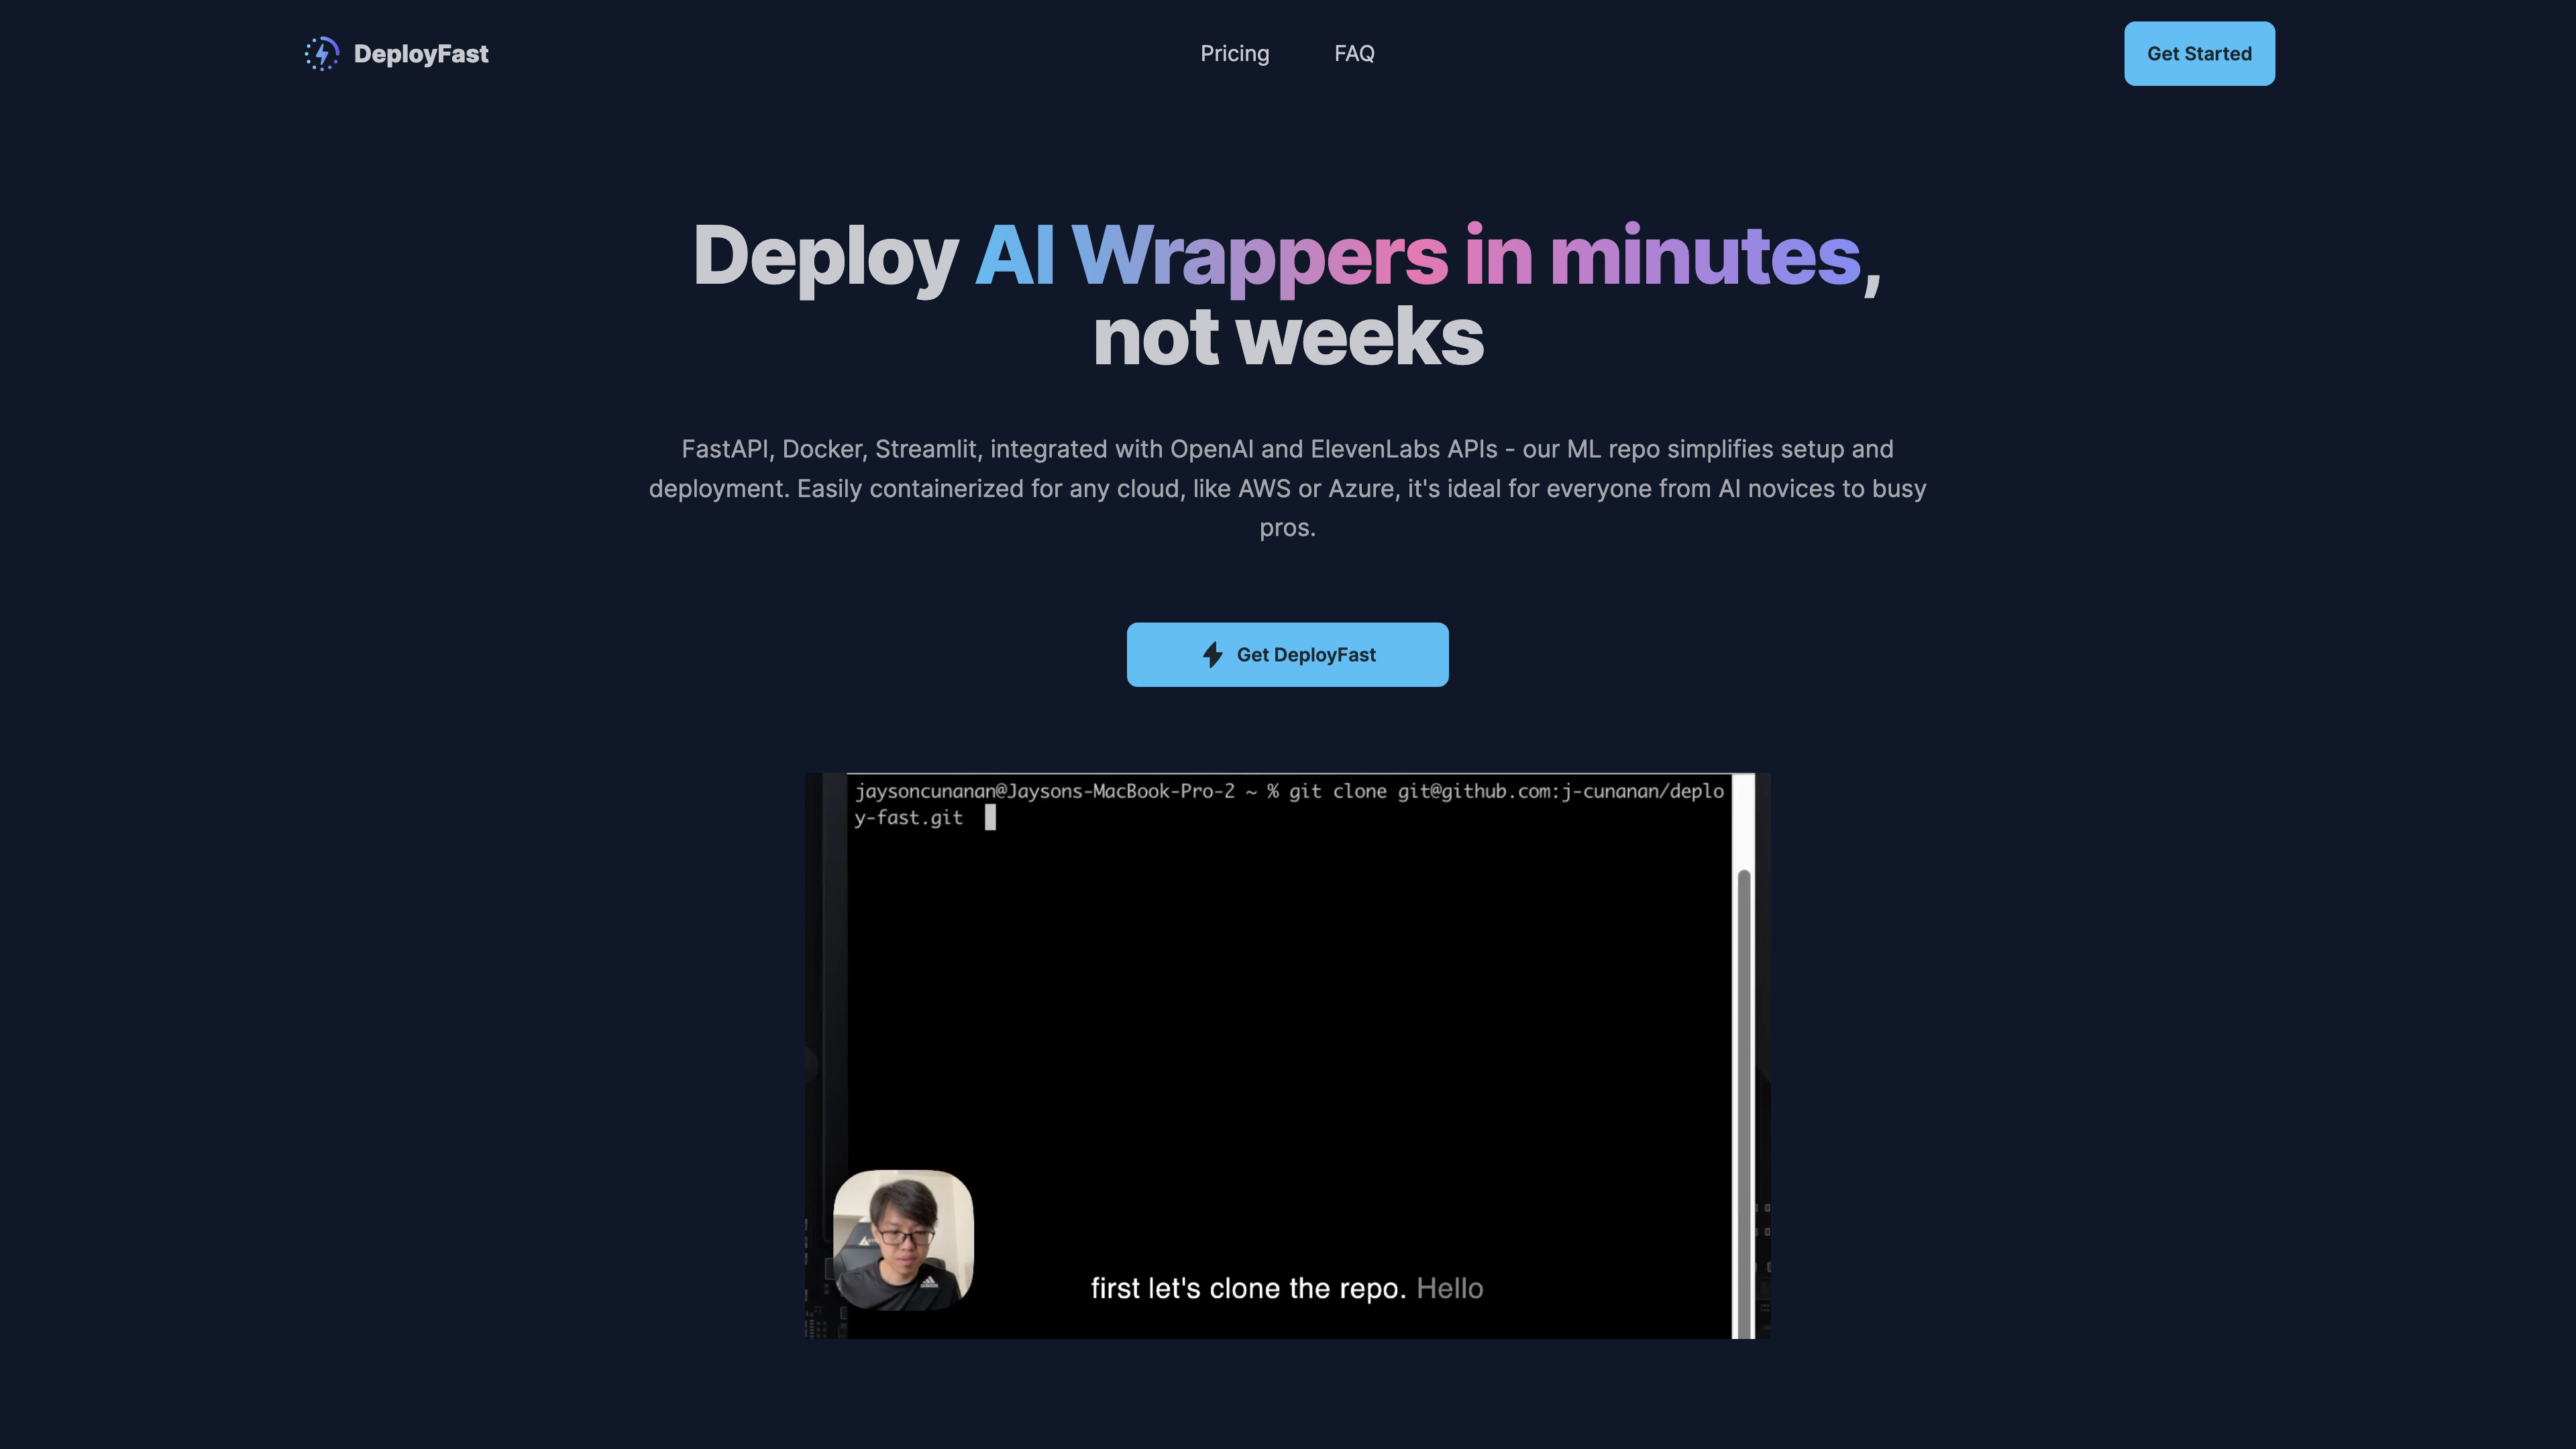 DeployFast
Pricing
FAQ
Get Started
Deploy AI Wrappers in minutes,
not weeks
FastAPI, Docker, Streamlit, integrated with OpenAI and ElevenLabs APIs - our ML repo simplifies setup and
deployment. Easily containerized for any cloud, like AWS or Azure, it's ideal for everyone from AI novices to busy
pros.
Get DeployFast
jaysoncunanan@Jaysons-MacBook-Pro-2 ~ % git clone git@github.com:j-cunanan/deplo
y-fast.git
first let's clone the repo. Hello